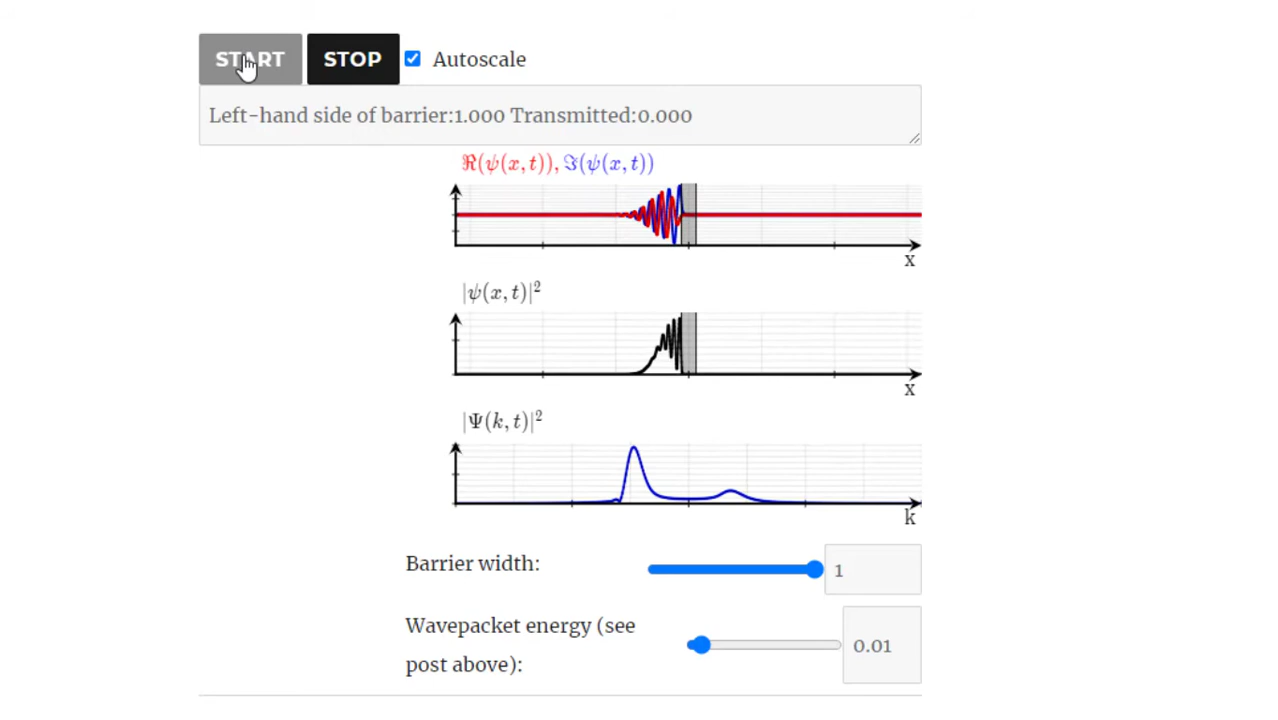 START STOP Autoscale
Left-hand side of barrier:1.000 Transmitted:0.000
ℜ(ψ(x,t)), ℑ(ψ(x,t))
x
|ψ(x,t)|²
x
|Ψ(k,t)|²
k
Barrier width: 1
Wavepacket energy (see
post above): 0.01